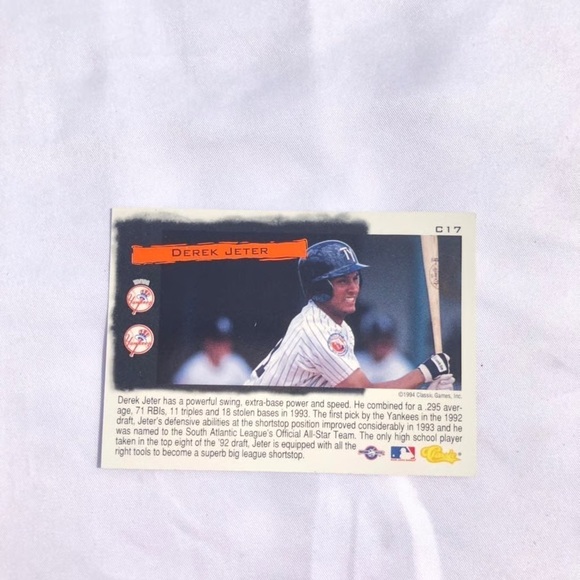 C17
DEREK JETER
TY
Yankees
Yankees
©1994 Classic Games, Inc.
Derek Jeter has a powerful swing, extra-base power and speed. He combined for a .295 aver-
age, 71 RBIs, 11 triples and 18 stolen bases in 1993. The first pick by the Yankees in the 1992
draft, Jeter's defensive abilities at the shortstop position improved considerably in 1993 and he
was named to the South Atlantic League's Official All-Star Team. The only high school player
taken in the top eight of the '92 draft, Jeter is equipped with all the
right tools to become a superb big league shortstop.
Classic